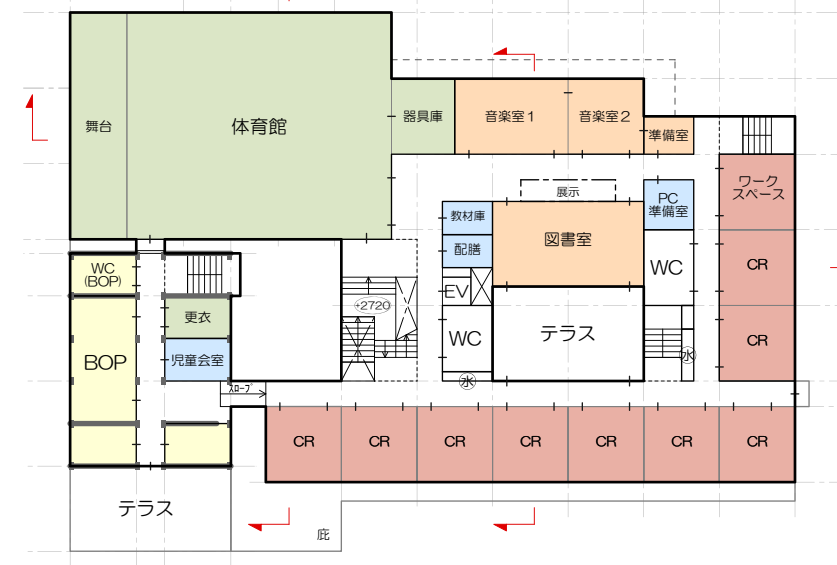 舞台
体育館
器具庫
音楽室1
音楽室2
準備室
ワーク
スペース
展示
教材庫
PC
準備室
配膳
図書室
WC
(BOP)
EV
WC
CR
+2720
更衣
WC
テラス
CR
BOP
児童会室
水
水
スロープ
CR
CR
CR
CR
CR
CR
CR
テラス
庇